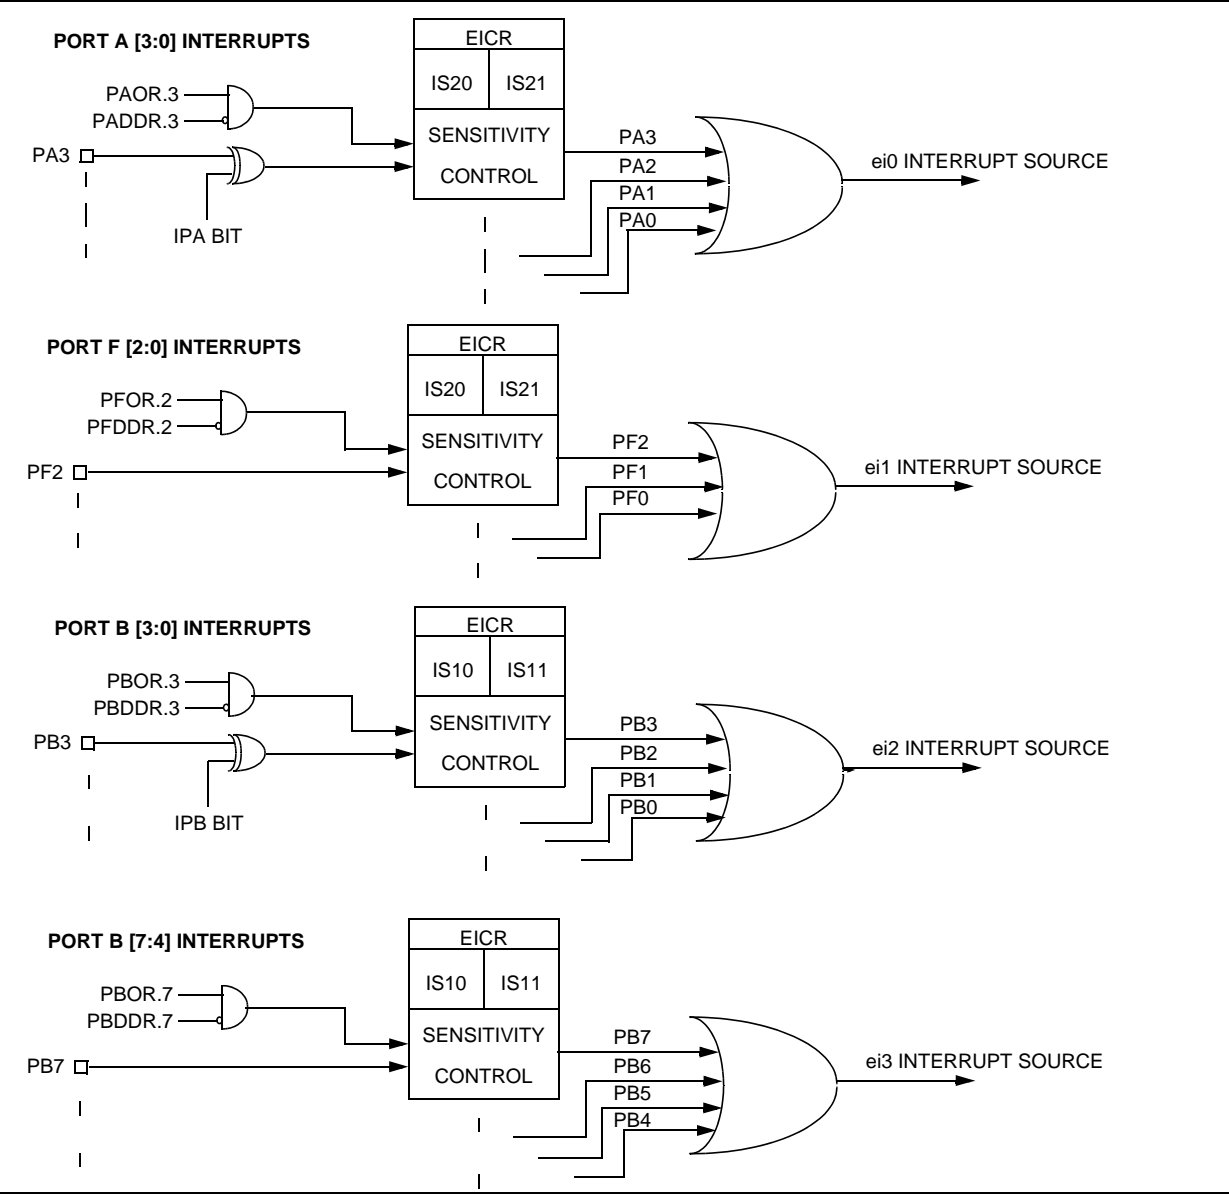 PORT A [3:0] INTERRUPTS
EICR
IS20 IS21
PAOR.3
PADDR.3
SENSITIVITY
CONTROL
PA3
IPA BIT
PA3
PA2
PA1
PA0
ei0 INTERRUPT SOURCE
PORT F [2:0] INTERRUPTS
EICR
IS20 IS21
PFOR.2
PFDDR.2
SENSITIVITY
CONTROL
PF2
PF2
PF1
PF0
ei1 INTERRUPT SOURCE
PORT B [3:0] INTERRUPTS
EICR
IS10 IS11
PBOR.3
PBDDR.3
SENSITIVITY
CONTROL
PB3
IPB BIT
PB3
PB2
PB1
PB0
ei2 INTERRUPT SOURCE
PORT B [7:4] INTERRUPTS
EICR
IS10 IS11
PBOR.7
PBDDR.7
SENSITIVITY
CONTROL
PB7
PB7
PB6
PB5
PB4
ei3 INTERRUPT SOURCE